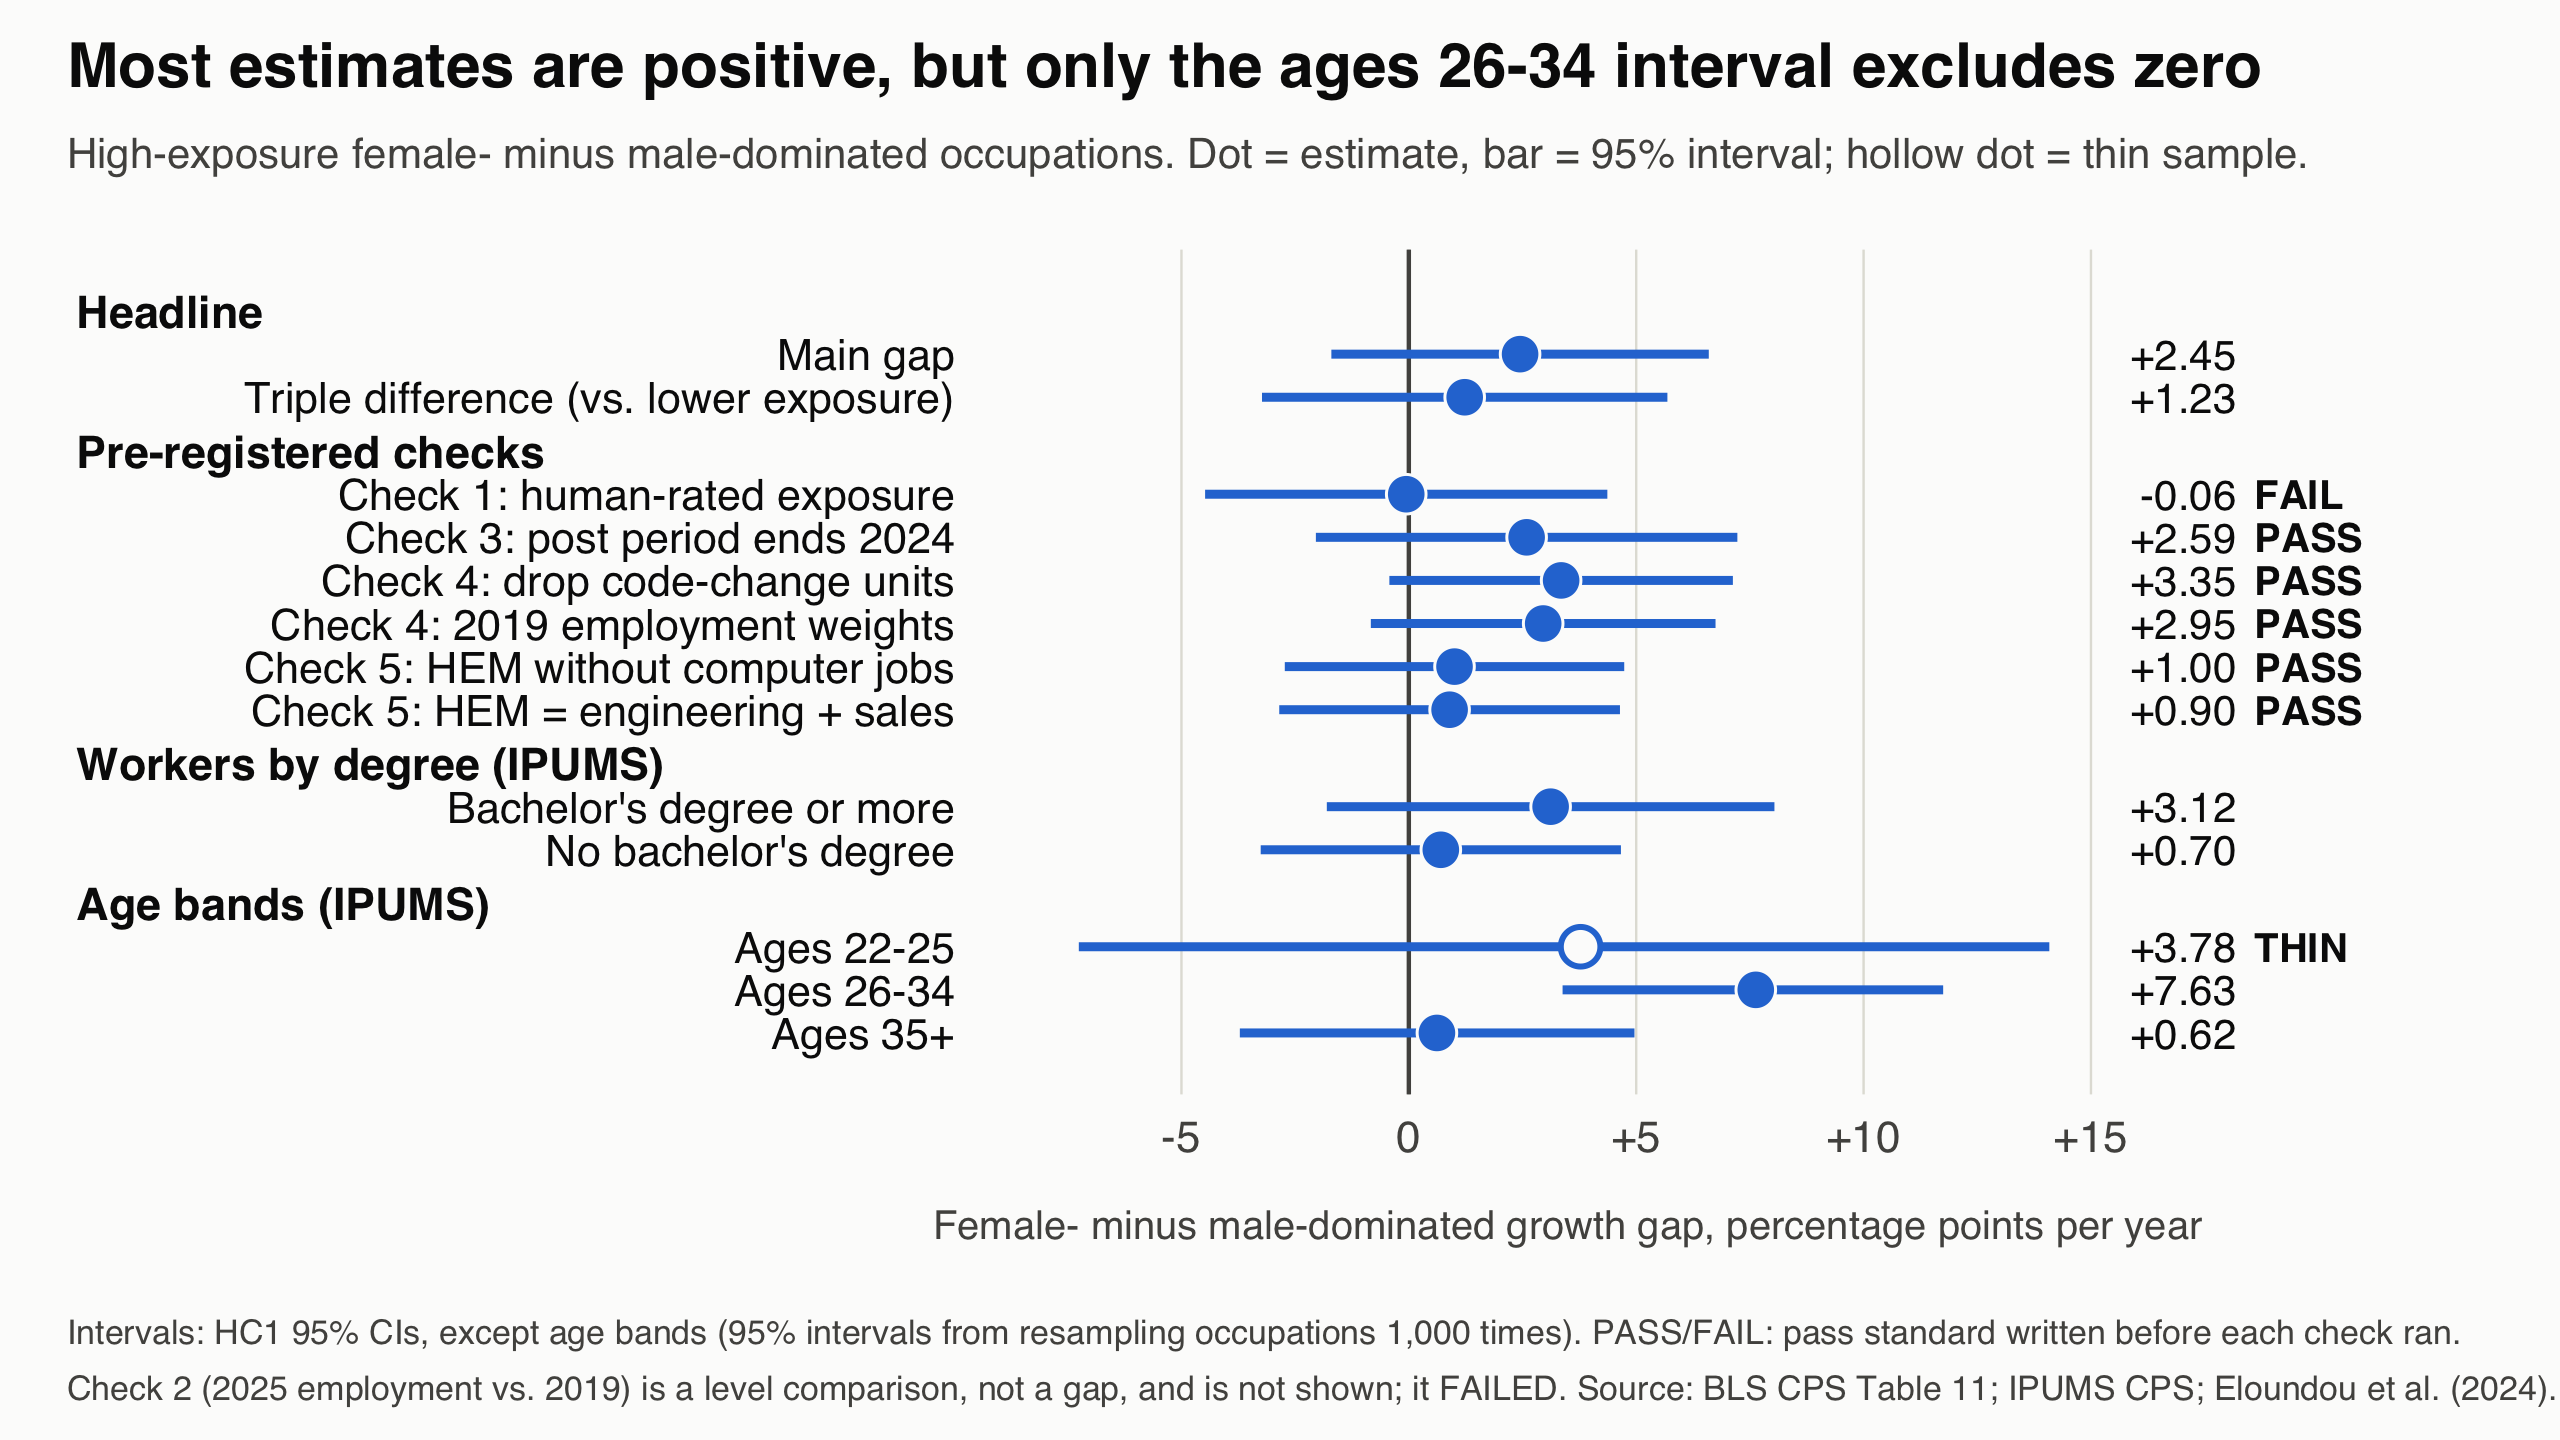 Most estimates are positive, but only the ages 26-34 interval excludes zero
High-exposure female- minus male-dominated occupations. Dot = estimate, bar = 95% interval; hollow dot = thin sample.
Headline
Main gap +2.45
Triple difference (vs. lower exposure) +1.23
Pre-registered checks
Check 1: human-rated exposure -0.06 FAIL
Check 3: post period ends 2024 +2.59 PASS
Check 4: drop code-change units +3.35 PASS
Check 4: 2019 employment weights +2.95 PASS
Check 5: HEM without computer jobs +1.00 PASS
Check 5: HEM = engineering + sales +0.90 PASS
Workers by degree (IPUMS)
Bachelor's degree or more +3.12
No bachelor's degree +0.70
Age bands (IPUMS)
Ages 22-25 +3.78 THIN
Ages 26-34 +7.63
Ages 35+ +0.62
-5 0 +5 +10 +15
Female- minus male-dominated growth gap, percentage points per year
Intervals: HC1 95% CIs, except age bands (95% intervals from resampling occupations 1,000 times). PASS/FAIL: pass standard written before each check ran.
Check 2 (2025 employment vs. 2019) is a level comparison, not a gap, and is not shown; it FAILED. Source: BLS CPS Table 11; IPUMS CPS; Eloundou et al. (2024).